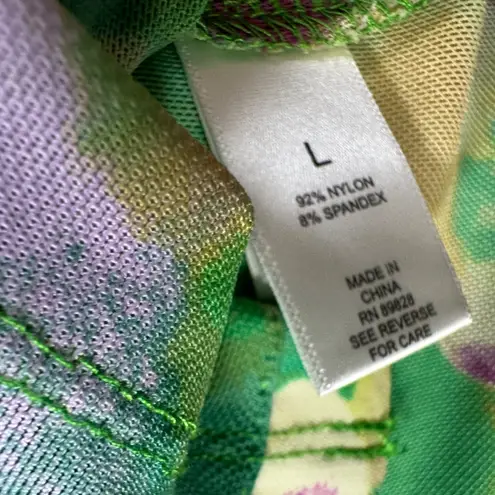 L
92% NYLON
8% SPANDEX
MADE IN
CHINA
RN 89828
SEE REVERSE
FOR CARE